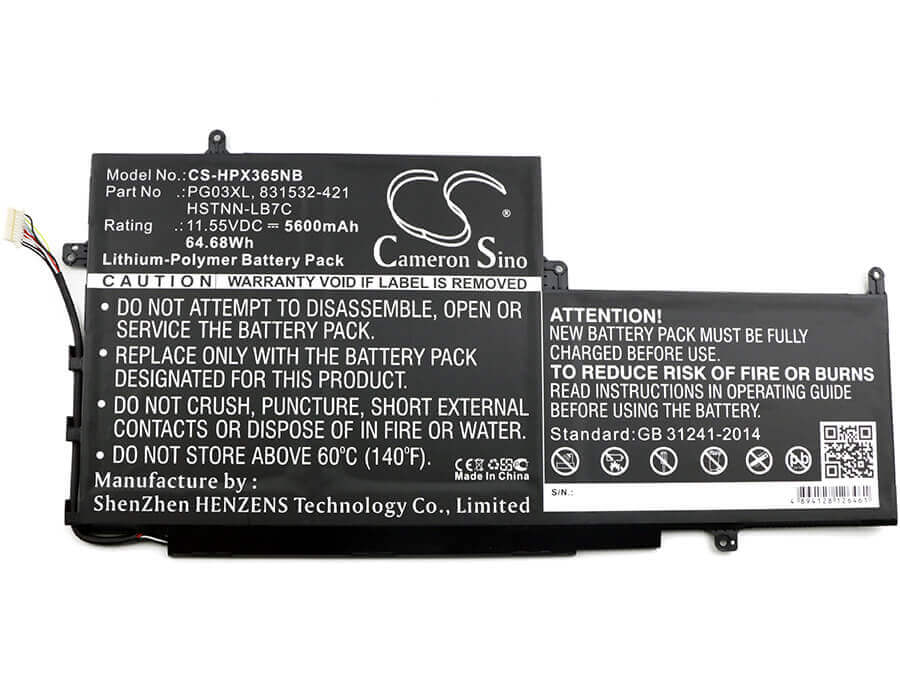 Model No.: CS-HPX365NB
Part No : PG03XL, 831532-421
HSTNN-LB7C
Rating : 11.55VDC ⎓ 5600mAh
64.68Wh
Lithium-Polymer Battery Pack
CS ®
Cameron Sino
CAUTION WARRANTY VOID IF LABEL IS REMOVED
• DO NOT ATTEMPT TO DISASSEMBLE, OPEN OR
SERVICE THE BATTERY PACK.
• REPLACE ONLY WITH THE BATTERY PACK
DESIGNATED FOR THIS PRODUCT.
• DO NOT CRUSH, PUNCTURE, SHORT EXTERNAL
CONTACTS OR DISPOSE OF IN FIRE OR WATER.
• DO NOT STORE ABOVE 60°C (140°F).
CE
Made in China
Manufacture by :
ShenZhen HENZENS Technology Co., Limited
ATTENTION!
NEW BATTERY PACK MUST BE FULLY
CHARGED BEFORE USE.
TO REDUCE RISK OF FIRE OR BURNS
READ INSTRUCTIONS IN OPERATING GUIDE
BEFORE USING THE BATTERY.
Standard: GB 31241-2014
S/N.:
4 894128 126461